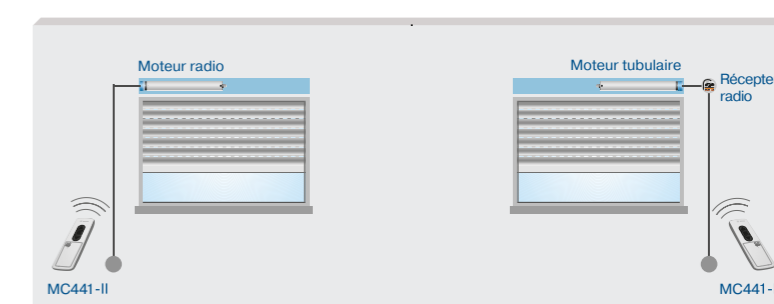 Moteur radio
Moteur tubulaire
Récepte
radio
MC441-II
MC441-